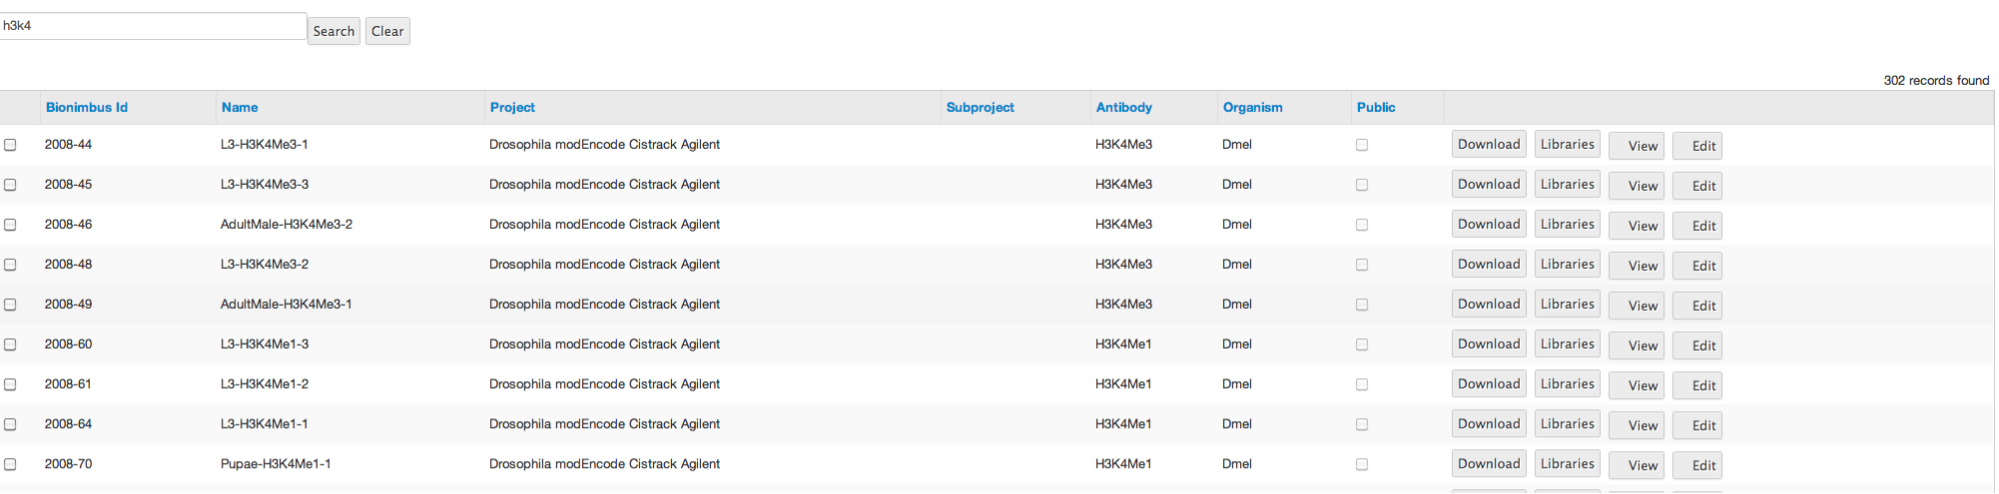 h3k4 Search Clear
302 records found
Bionimbus Id Name Project Subproject Antibody Organism Public
2008-44 L3-H3K4Me3-1 Drosophila modEncode Cistrack Agilent H3K4Me3 Dmel Download Libraries View Edit
2008-45 L3-H3K4Me3-3 Drosophila modEncode Cistrack Agilent H3K4Me3 Dmel Download Libraries View Edit
2008-46 AdultMale-H3K4Me3-2 Drosophila modEncode Cistrack Agilent H3K4Me3 Dmel Download Libraries View Edit
2008-48 L3-H3K4Me3-2 Drosophila modEncode Cistrack Agilent H3K4Me3 Dmel Download Libraries View Edit
2008-49 AdultMale-H3K4Me3-1 Drosophila modEncode Cistrack Agilent H3K4Me3 Dmel Download Libraries View Edit
2008-60 L3-H3K4Me1-3 Drosophila modEncode Cistrack Agilent H3K4Me1 Dmel Download Libraries View Edit
2008-61 L3-H3K4Me1-2 Drosophila modEncode Cistrack Agilent H3K4Me1 Dmel Download Libraries View Edit
2008-64 L3-H3K4Me1-1 Drosophila modEncode Cistrack Agilent H3K4Me1 Dmel Download Libraries View Edit
2008-70 Pupae-H3K4Me1-1 Drosophila modEncode Cistrack Agilent H3K4Me1 Dmel Download Libraries View Edit